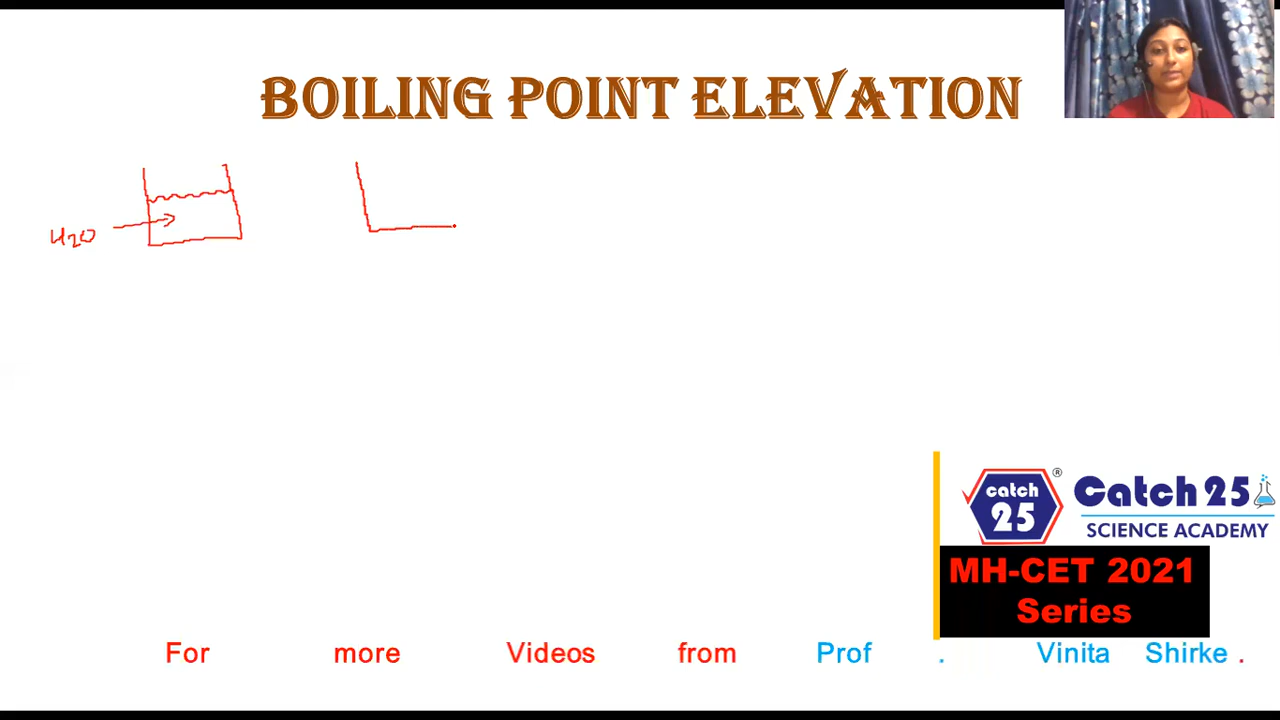 BOILING POINT ELEVATION
H2O
catch
25
®
Catch 25
SCIENCE ACADEMY
MH-CET 2021
Series
For more Videos from Prof . Vinita Shirke .